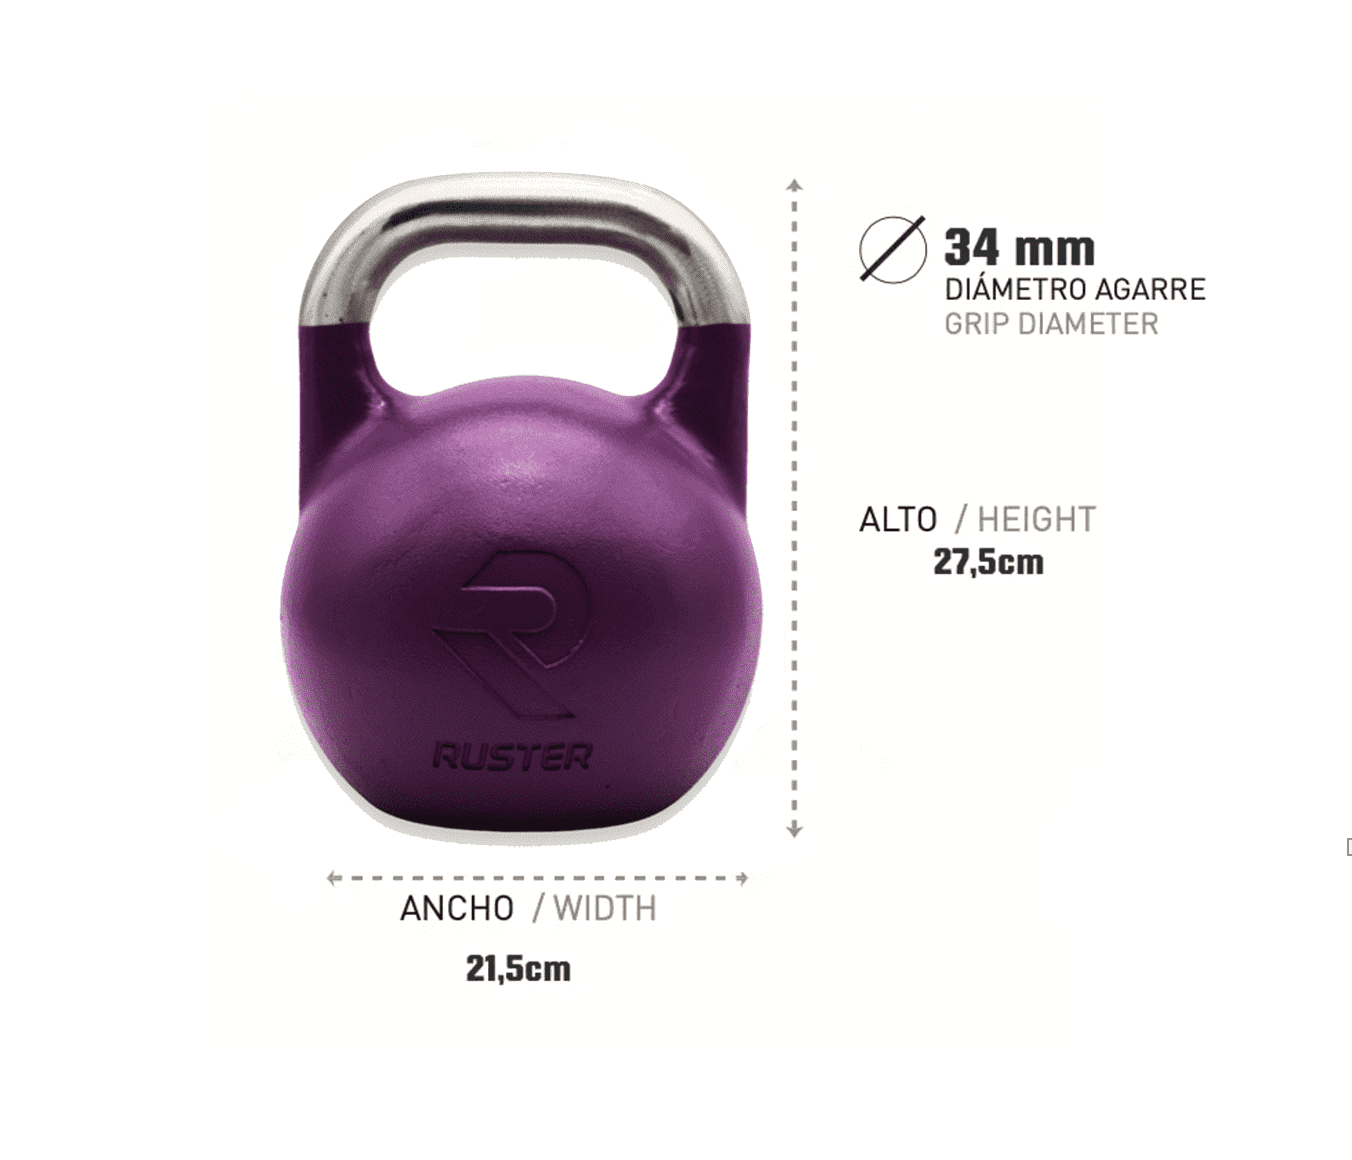 34 mm
DIÁMETRO AGARRE
GRIP DIAMETER
ALTO / HEIGHT
27,5cm
RUSTER
ANCHO / WIDTH
21,5cm